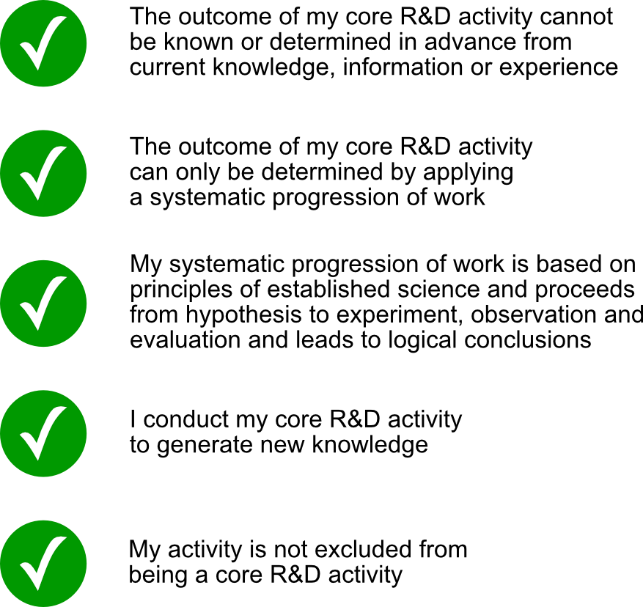 The outcome of my core R&D activity cannot
be known or determined in advance from
current knowledge, information or experience
The outcome of my core R&D activity
can only be determined by applying
a systematic progression of work
My systematic progression of work is based on
principles of established science and proceeds
from hypothesis to experiment, observation and
evaluation and leads to logical conclusions
I conduct my core R&D activity
to generate new knowledge
My activity is not excluded from
being a core R&D activity